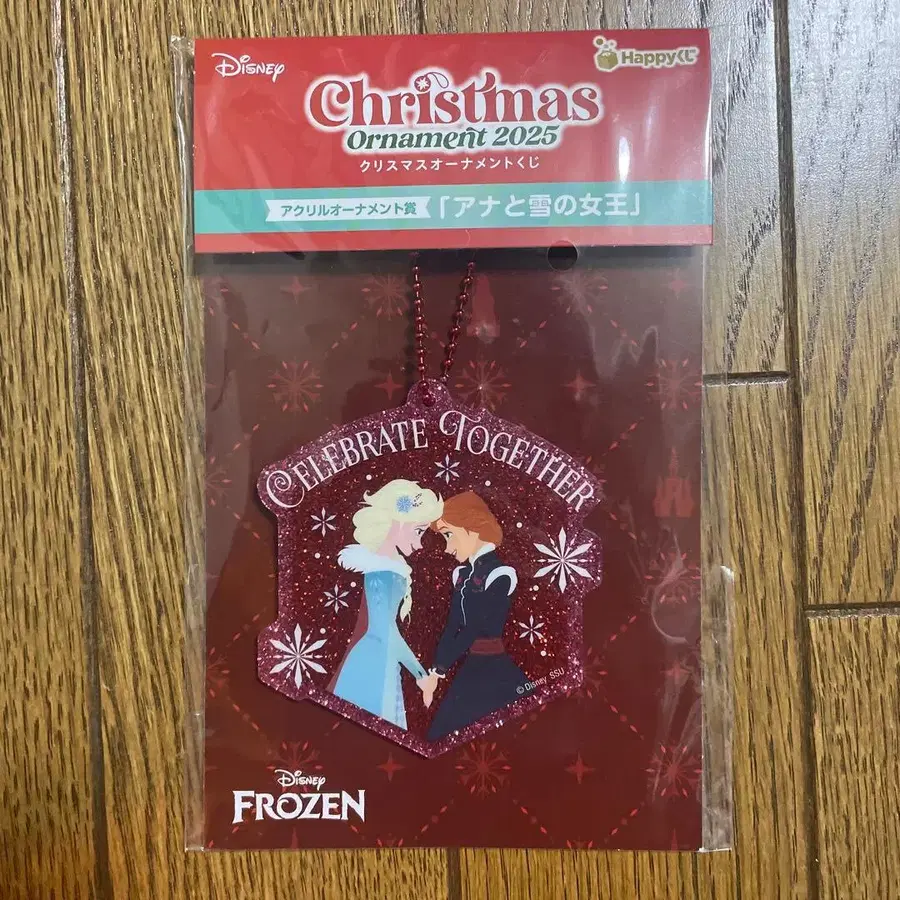 Disney
Happyくじ
Christmas
Ornament 2025
クリスマスオーナメントくじ
アクリルオーナメント賞
「アナと雪の女王」
CELEBRATE TOGETHER
© Disney SSU
Disney
FROZEN